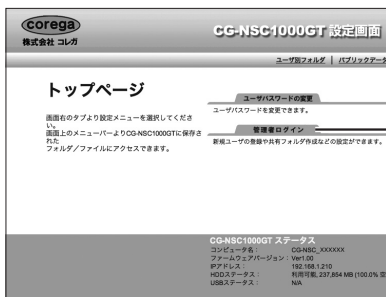 corega
株式会社 コレガ
CG-NSC1000GT 設定画面
ユーザ別フォルダ | パブリックデータ
トップページ
画面右のタブより設定メニューを選択してくださ
い。
画面上のメニューバーよりCG-NSC1000GTに保存さ
れた
フォルダ／ファイルにアクセスできます。
ユーザパスワードの変更
ユーザパスワードを変更できます。
管理者ログイン
新規ユーザの登録や共有フォルダ作成などの設定ができます。
CG-NSC1000GT ステータス
コンピュータ名： CG-NSC_XXXXXX
ファームウェアバージョン： Ver1.00
IPアドレス： 192.168.1.210
HDDステータス： 利用可能, 237,854 MB (100.0% 空
USBステータス： N/A